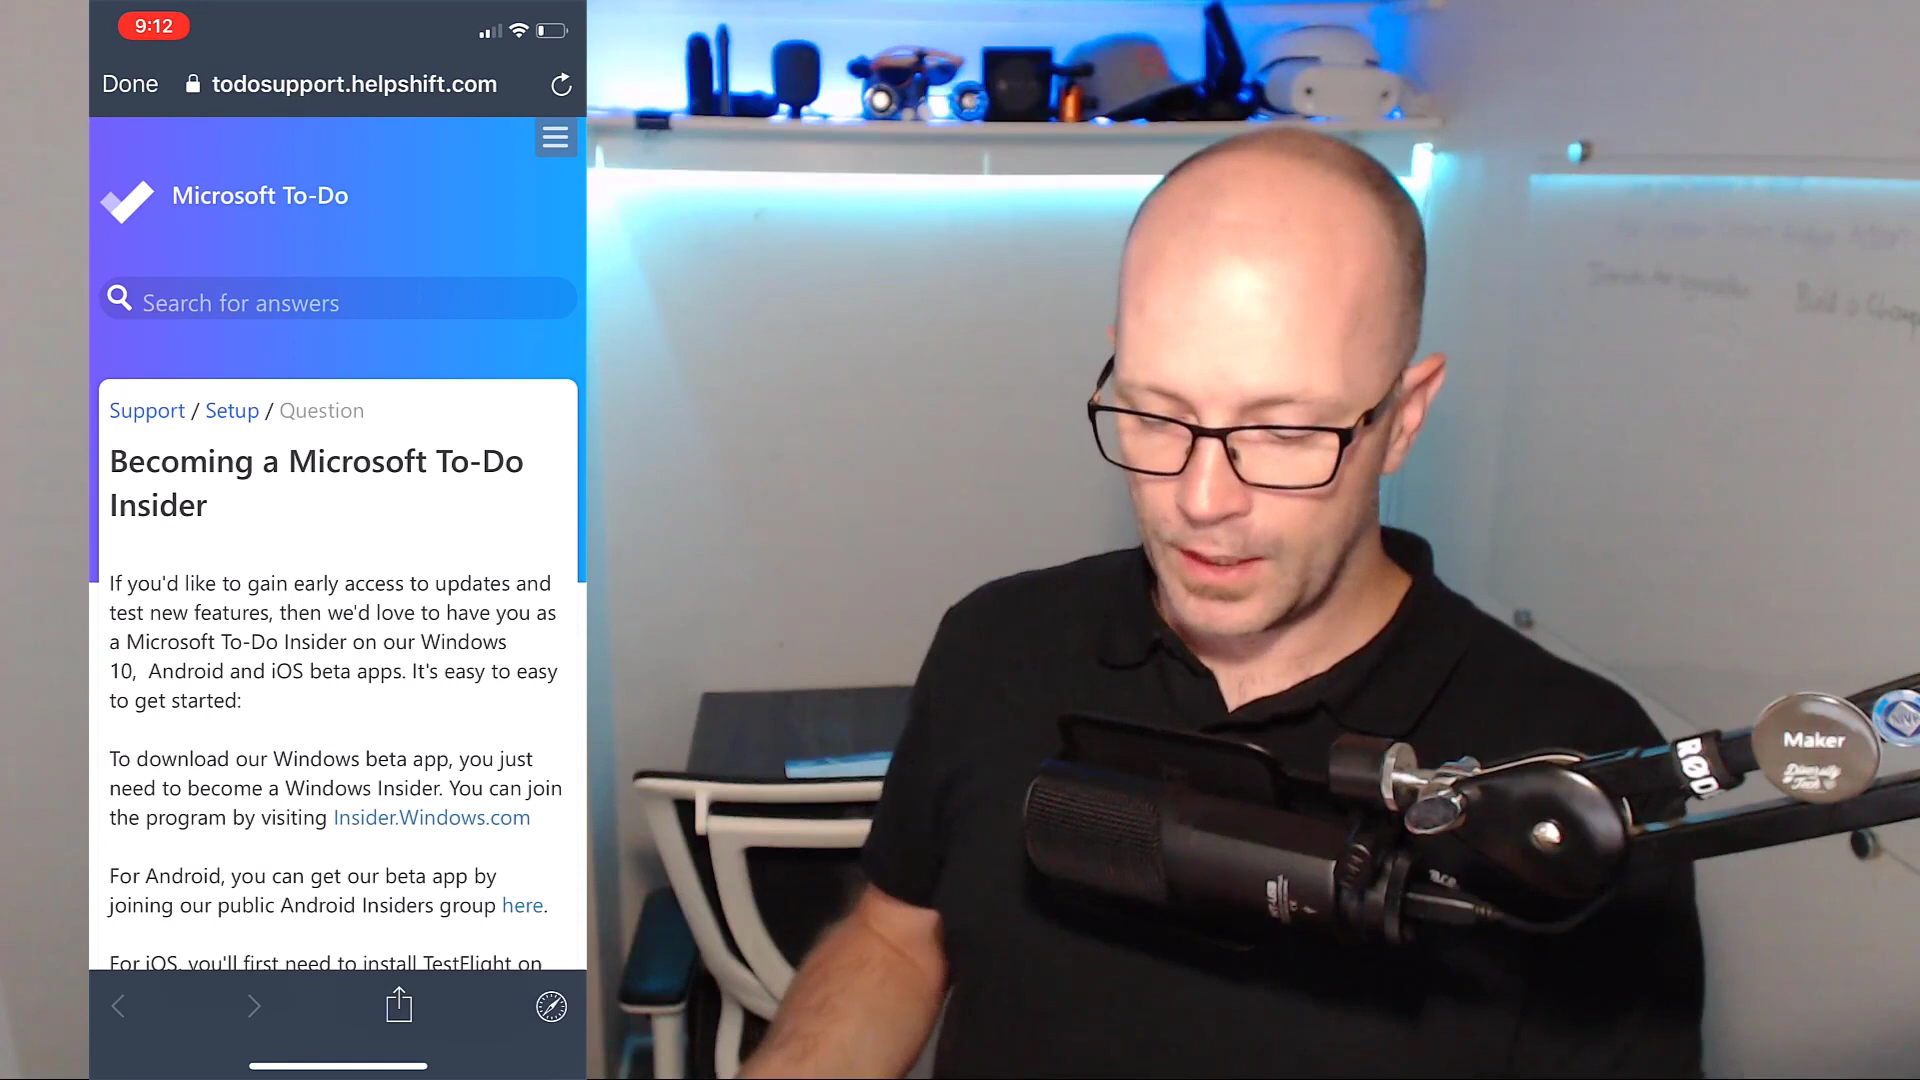 9:12
Done todosupport.helpshift.com
Microsoft To-Do
Search for answers
Support / Setup / Question
Becoming a Microsoft To-Do
Insider
If you'd like to gain early access to updates and
test new features, then we'd love to have you as
a Microsoft To-Do Insider on our Windows
10, Android and iOS beta apps. It's easy to easy
to get started:
To download our Windows beta app, you just
need to become a Windows Insider. You can join
the program by visiting Insider.Windows.com
For Android, you can get our beta app by
joining our public Android Insiders group here.
For iOS, you'll first need to install TestFlight on
RØDE
Maker
Diversity
Tech